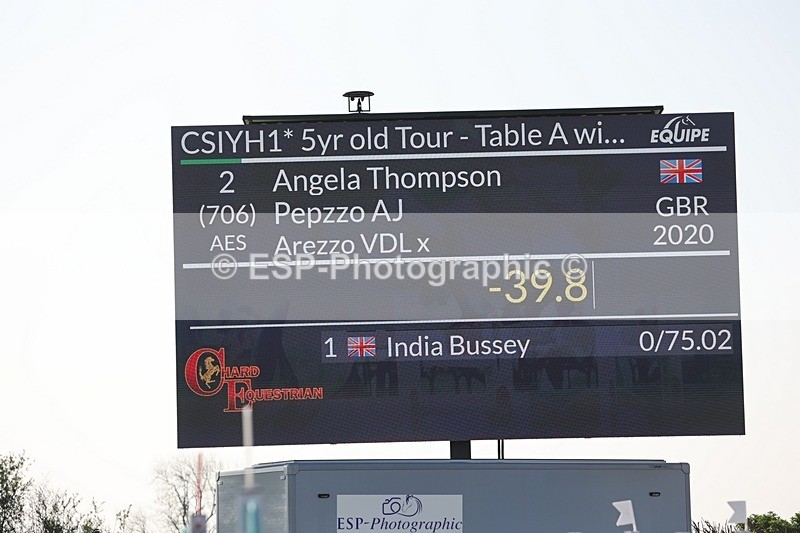 CSIYH1* 5yr old Tour - Table A wi... EQUIPE
2 Angela Thompson
(706) Pepzzo AJ GBR
AES Arezzo VDL x 2020
© ESP-Photographic ©
-39.8
1 India Bussey 0/75.02
CHARD
EQUESTRIAN
ESP-Photographic